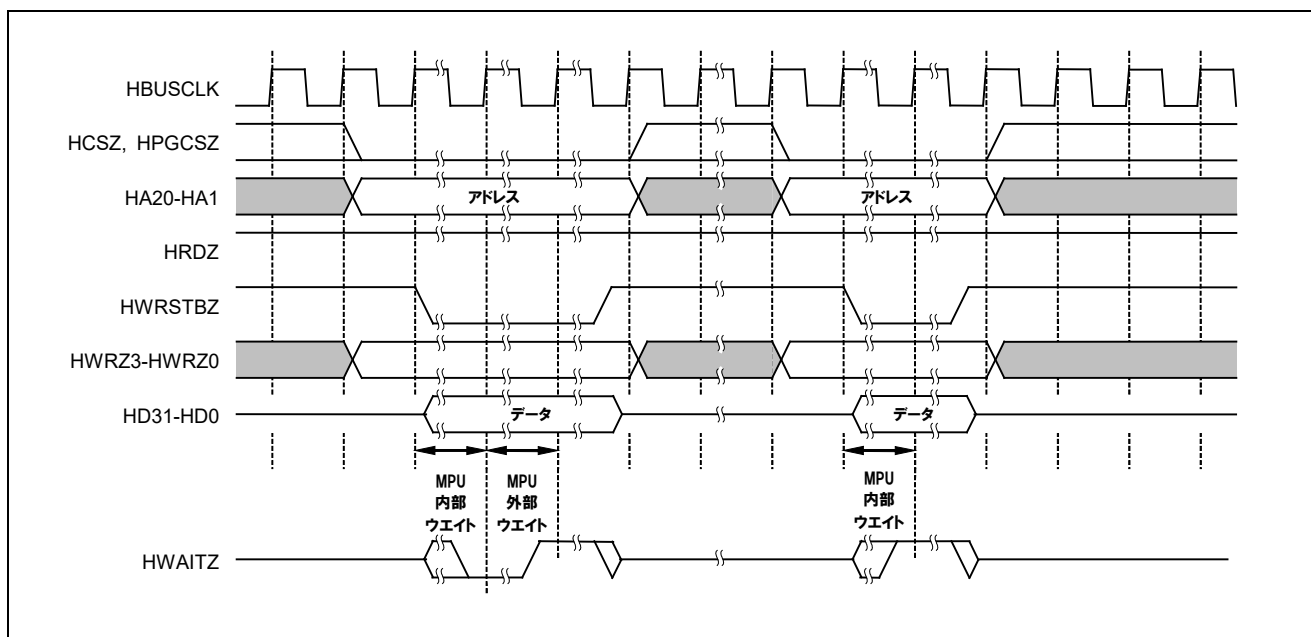 HBUSCLK
HCSZ, HPGCSZ
HA20-HA1
アドレス
アドレス
HRDZ
HWRSTBZ
HWRZ3-HWRZ0
HD31-HD0
データ
データ
MPU
内部
ウエイト
MPU
外部
ウエイト
MPU
内部
ウエイト
HWAITZ